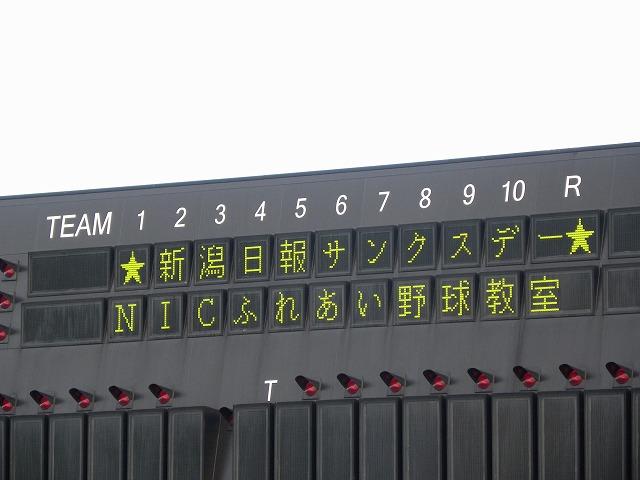 TEAM 1 2 3 4 5 6 7 8 9 10 R
★新潟日報サンクスデー★
NICふれあい野球教室
T